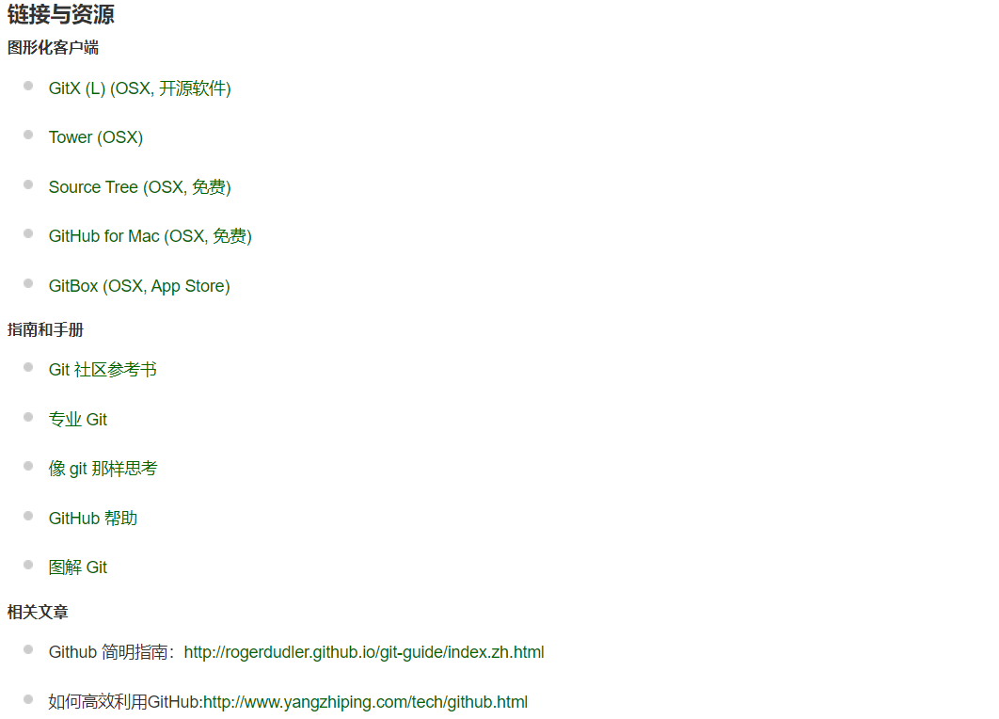 链接与资源
图形化客户端
GitX (L) (OSX, 开源软件)
Tower (OSX)
Source Tree (OSX, 免费)
GitHub for Mac (OSX, 免费)
GitBox (OSX, App Store)
指南和手册
Git 社区参考书
专业 Git
像 git 那样思考
GitHub 帮助
图解 Git
相关文章
Github 简明指南：http://rogerdudler.github.io/git-guide/index.zh.html
如何高效利用GitHub:http://www.yangzhiping.com/tech/github.html